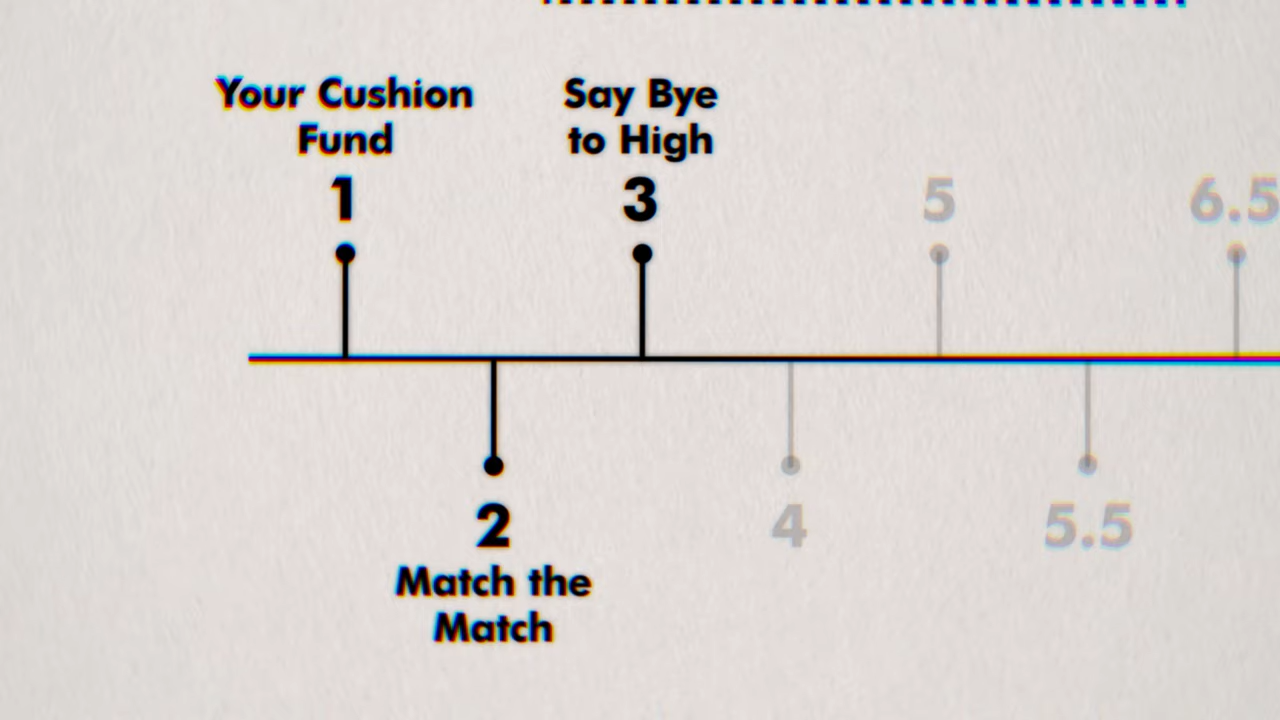 Your Cushion
Fund
1
Say Bye
to High
3
5
6.5
2
Match the
Match
4
5.5